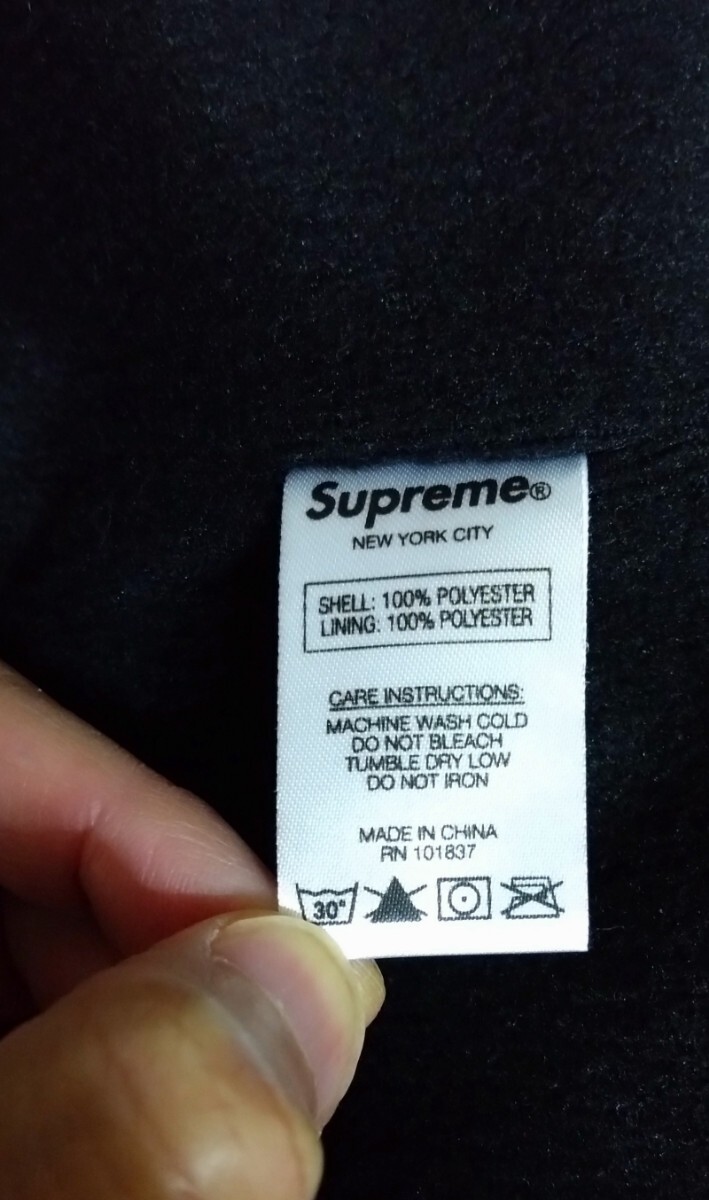 Supreme®
NEW YORK CITY
SHELL: 100% POLYESTER
LINING: 100% POLYESTER
CARE INSTRUCTIONS:
MACHINE WASH COLD
DO NOT BLEACH
TUMBLE DRY LOW
DO NOT IRON
MADE IN CHINA
RN 101837
30°